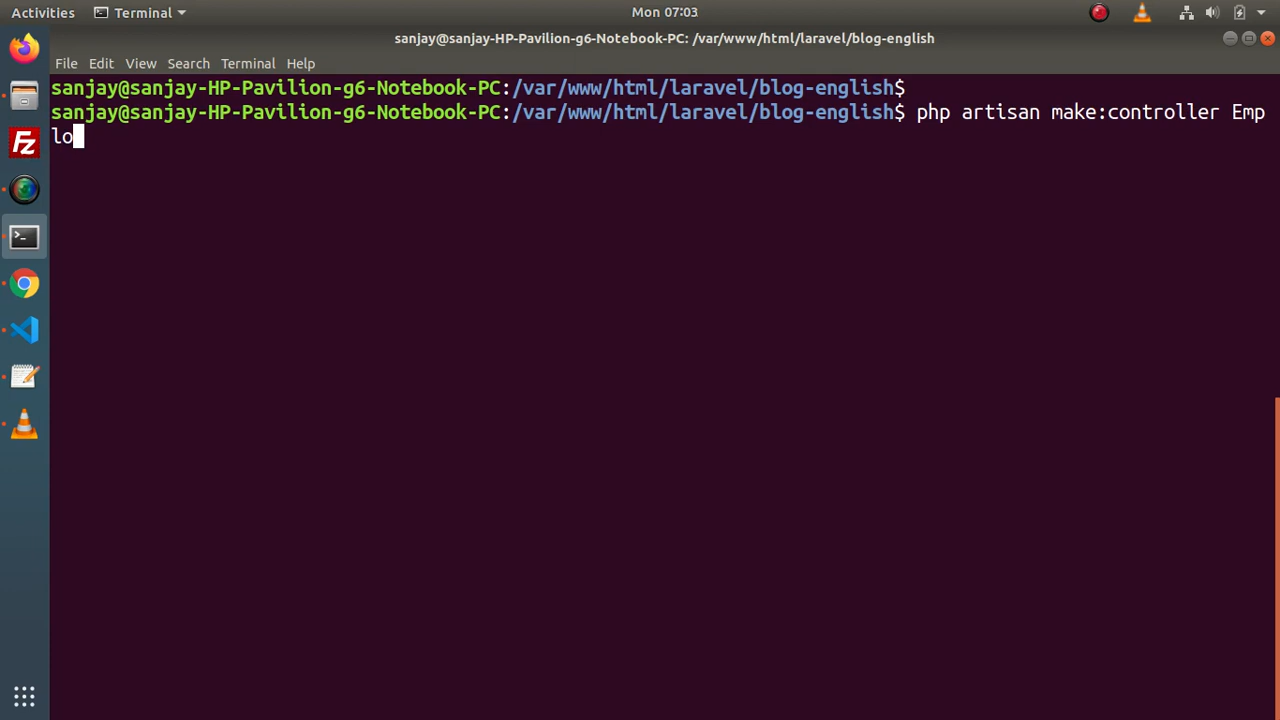 Activities Terminal Mon 07:03
sanjay@sanjay-HP-Pavilion-g6-Notebook-PC: /var/www/html/laravel/blog-english
File Edit View Search Terminal Help
sanjay@sanjay-HP-Pavilion-g6-Notebook-PC:/var/www/html/laravel/blog-english$
sanjay@sanjay-HP-Pavilion-g6-Notebook-PC:/var/www/html/laravel/blog-english$ php artisan make:controller Emp
lo